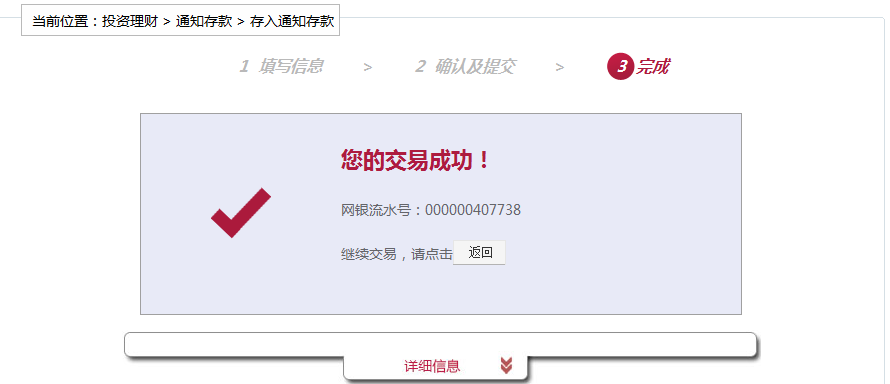 当前位置：投资理财 > 通知存款 > 存入通知存款
1 填写信息 > 2 确认及提交 > 3 完成
您的交易成功！
网银流水号：000000407738
继续交易，请点击 返回
详细信息